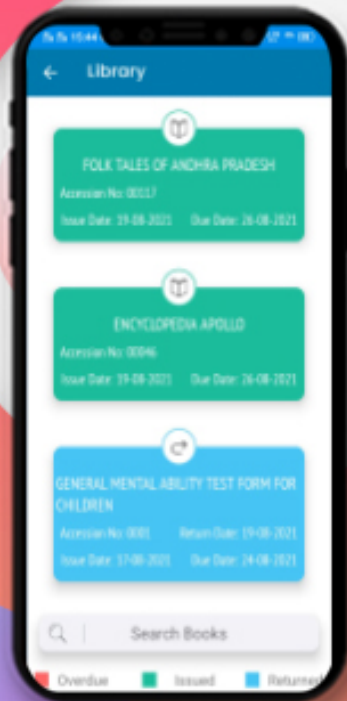 15:44
Library
FOLK TALES OF ANDHRA PRADESH
Accession No: 00117
Issue Date: 19-08-2021 Due Date: 26-08-2021
ENCYCLOPEDIA APOLLO
Accession No: 00046
Issue Date: 19-08-2021 Due Date: 26-08-2021
GENERAL MENTAL ABILITY TEST FORM FOR
CHILDREN
Accession No: 0001 Return Date: 19-08-2021
Issue Date: 17-08-2021 Due Date: 24-08-2021
Search Books
Overdue Issued Returned